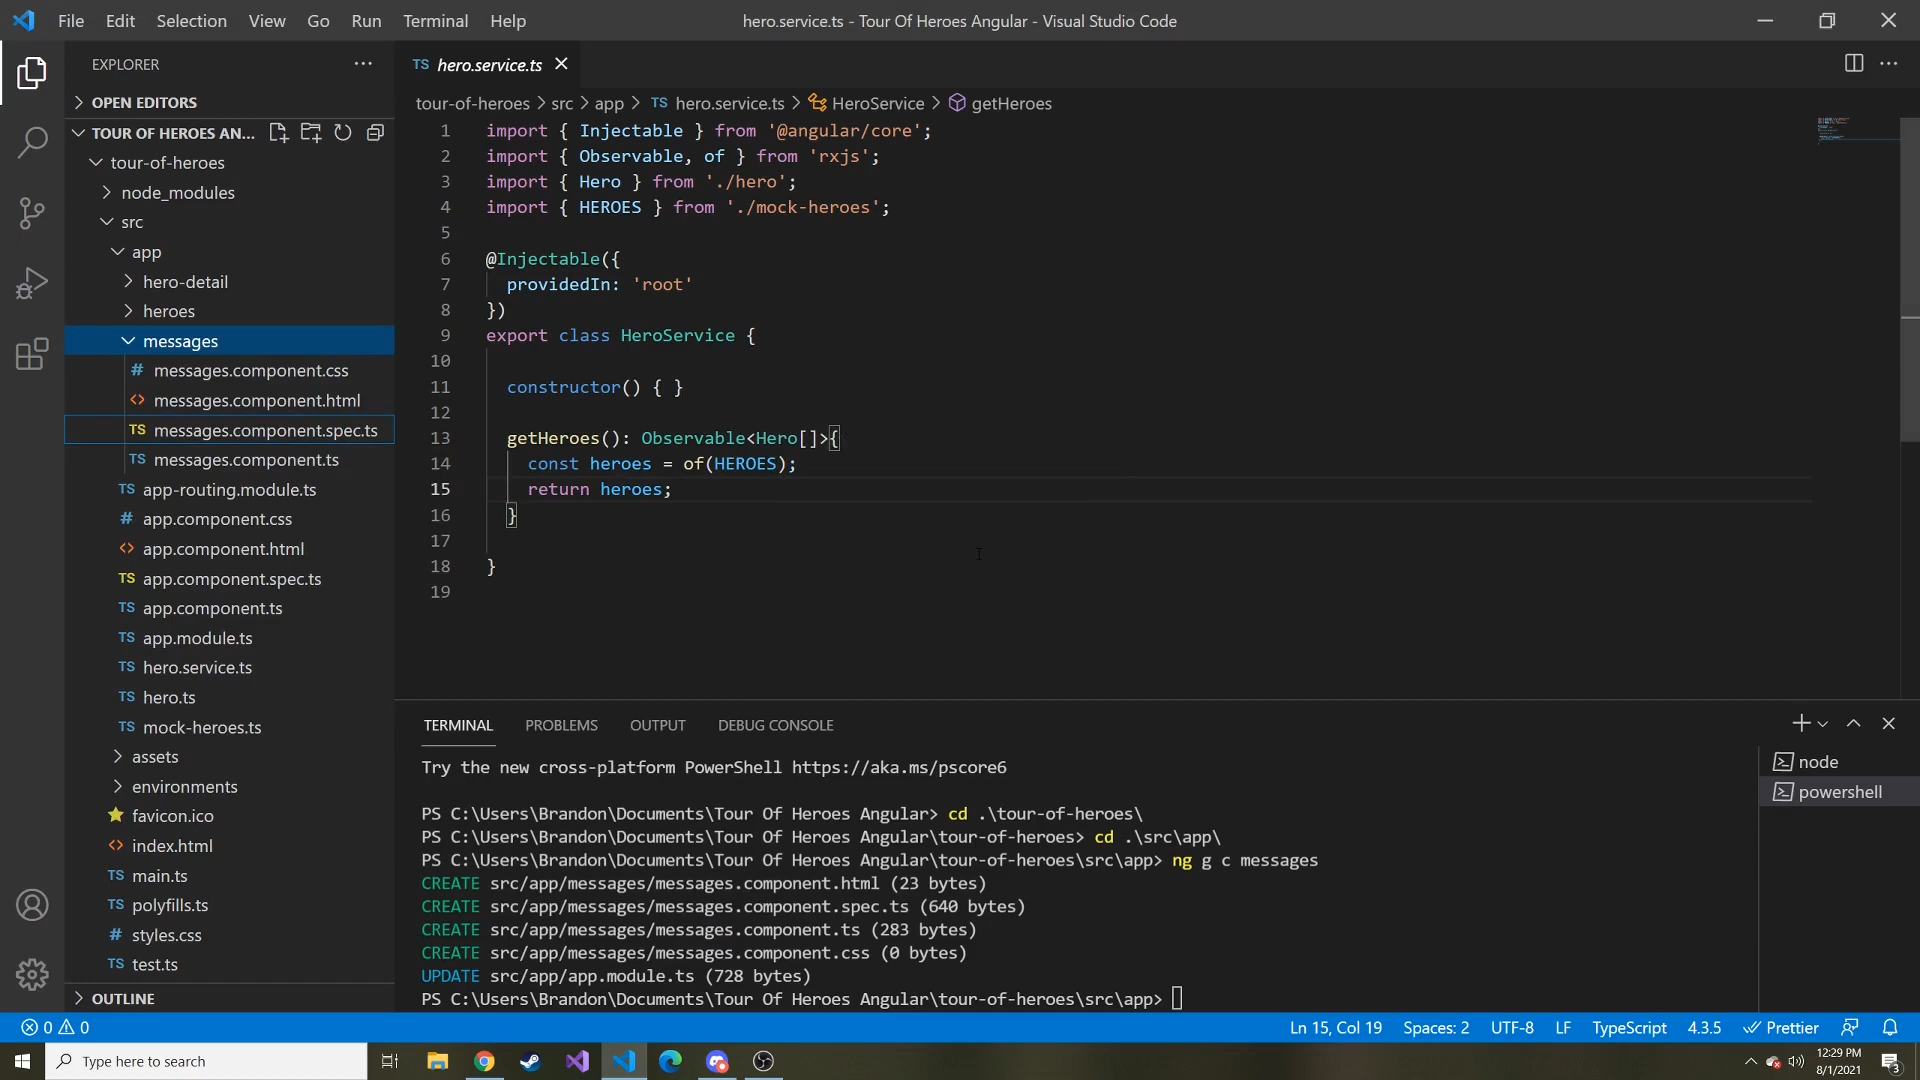 File Edit Selection View Go Run Terminal Help
hero.service.ts - Tour Of Heroes Angular - Visual Studio Code
EXPLORER
OPEN EDITORS
TOUR OF HEROES AN...
tour-of-heroes
node_modules
src
app
hero-detail
heroes
messages
# messages.component.css
<> messages.component.html
TS messages.component.spec.ts
TS messages.component.ts
TS app-routing.module.ts
# app.component.css
<> app.component.html
TS app.component.spec.ts
TS app.component.ts
TS app.module.ts
TS hero.service.ts
TS hero.ts
TS mock-heroes.ts
assets
environments
favicon.ico
<> index.html
TS main.ts
TS polyfills.ts
# styles.css
TS test.ts
OUTLINE
TS hero.service.ts
tour-of-heroes > src > app > TS hero.service.ts > HeroService > getHeroes
1 import { Injectable } from '@angular/core';
2 import { Observable, of } from 'rxjs';
3 import { Hero } from './hero';
4 import { HEROES } from './mock-heroes';
5
6 @Injectable({
7 providedIn: 'root'
8 })
9 export class HeroService {
10
11 constructor() { }
12
13 getHeroes(): Observable<Hero[]>{
14 const heroes = of(HEROES);
15 return heroes;
16 }
17
18 }
19
TERMINAL PROBLEMS OUTPUT DEBUG CONSOLE
Try the new cross-platform PowerShell https://aka.ms/pscore6
PS C:\Users\Brandon\Documents\Tour Of Heroes Angular> cd .\tour-of-heroes\
PS C:\Users\Brandon\Documents\Tour Of Heroes Angular\tour-of-heroes> cd .\src\app\
PS C:\Users\Brandon\Documents\Tour Of Heroes Angular\tour-of-heroes\src\app> ng g c messages
CREATE src/app/messages/messages.component.html (23 bytes)
CREATE src/app/messages/messages.component.spec.ts (640 bytes)
CREATE src/app/messages/messages.component.ts (283 bytes)
CREATE src/app/messages/messages.component.css (0 bytes)
UPDATE src/app/app.module.ts (728 bytes)
PS C:\Users\Brandon\Documents\Tour Of Heroes Angular\tour-of-heroes\src\app>
node
powershell
0 0
Ln 15, Col 19 Spaces: 2 UTF-8 LF TypeScript 4.3.5 Prettier
Type here to search
12:29 PM
8/1/2021
3